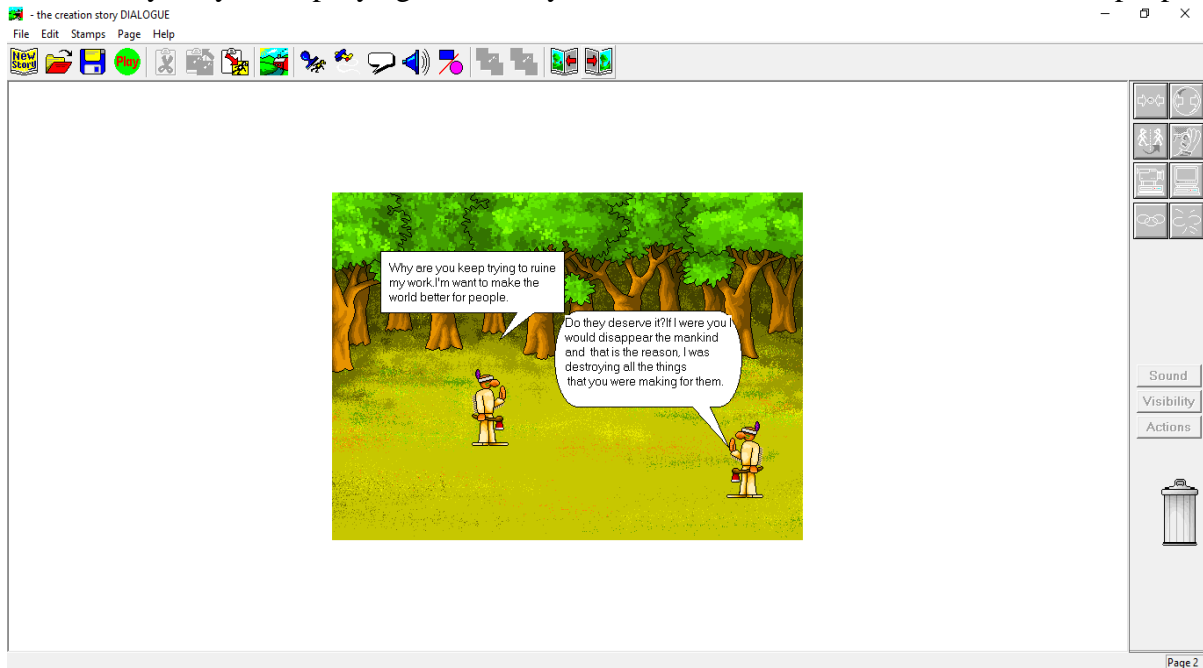 - the creation story DIALOGUE
File Edit Stamps Page Help
New Story
Play
Why are you keep trying to ruine
my work.I'm want to make the
world better for people.
Do they deserve it?If I were you I
would disappear the mankind
and that is the reason, I was
destroying all the things
that you were making for them.
Sound
Visibility
Actions
Page 2